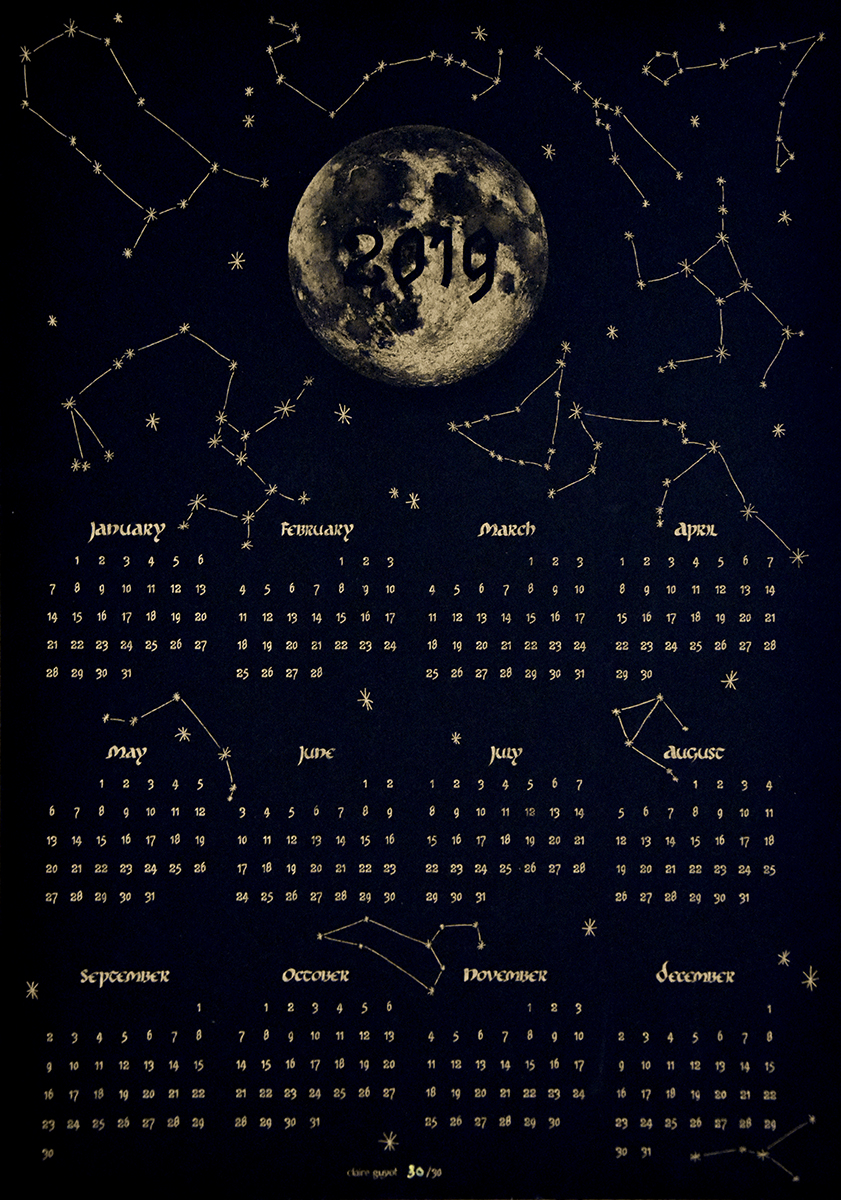 2019.
January
1 2 3 4 5 6
7 8 9 10 11 12 13
14 15 16 17 18 19 20
21 22 23 24 25 26 27
28 29 30 31
February
1 2 3
4 5 6 7 8 9 10
11 12 13 14 15 16 17
18 19 20 21 22 23 24
25 26 27 28
March
1 2 3
4 5 6 7 8 9 10
11 12 13 14 15 16 17
18 19 20 21 22 23 24
25 26 27 28 29 30 31
April
1 2 3 4 5 6 7
8 9 10 11 12 13 14
15 16 17 18 19 20 21
22 23 24 25 26 27 28
29 30
May
1 2 3 4 5
6 7 8 9 10 11 12
13 14 15 16 17 18 19
20 21 22 23 24 25 26
27 28 29 30 31
June
1 2
3 4 5 6 7 8 9
10 11 12 13 14 15 16
17 18 19 20 21 22 23
24 25 26 27 28 29 30
July
1 2 3 4 5 6 7
8 9 10 11 12 13 14
15 16 17 18 19 20 21
22 23 24 25 26 27 28
29 30 31
August
1 2 3 4
5 6 7 8 9 10 11
12 13 14 15 16 17 18
19 20 21 22 23 24 25
26 27 28 29 30 31
September
1
2 3 4 5 6 7 8
9 10 11 12 13 14 15
16 17 18 19 20 21 22
23 24 25 26 27 28 29
30
October
1 2 3 4 5 6
7 8 9 10 11 12 13
14 15 16 17 18 19 20
21 22 23 24 25 26 27
28 29 30 31
November
1 2 3
4 5 6 7 8 9 10
11 12 13 14 15 16 17
18 19 20 21 22 23 24
25 26 27 28 29 30
December
1
2 3 4 5 6 7 8
9 10 11 12 13 14 15
16 17 18 19 20 21 22
23 24 25 26 27 28 29
30 31
claire guyot 30/30